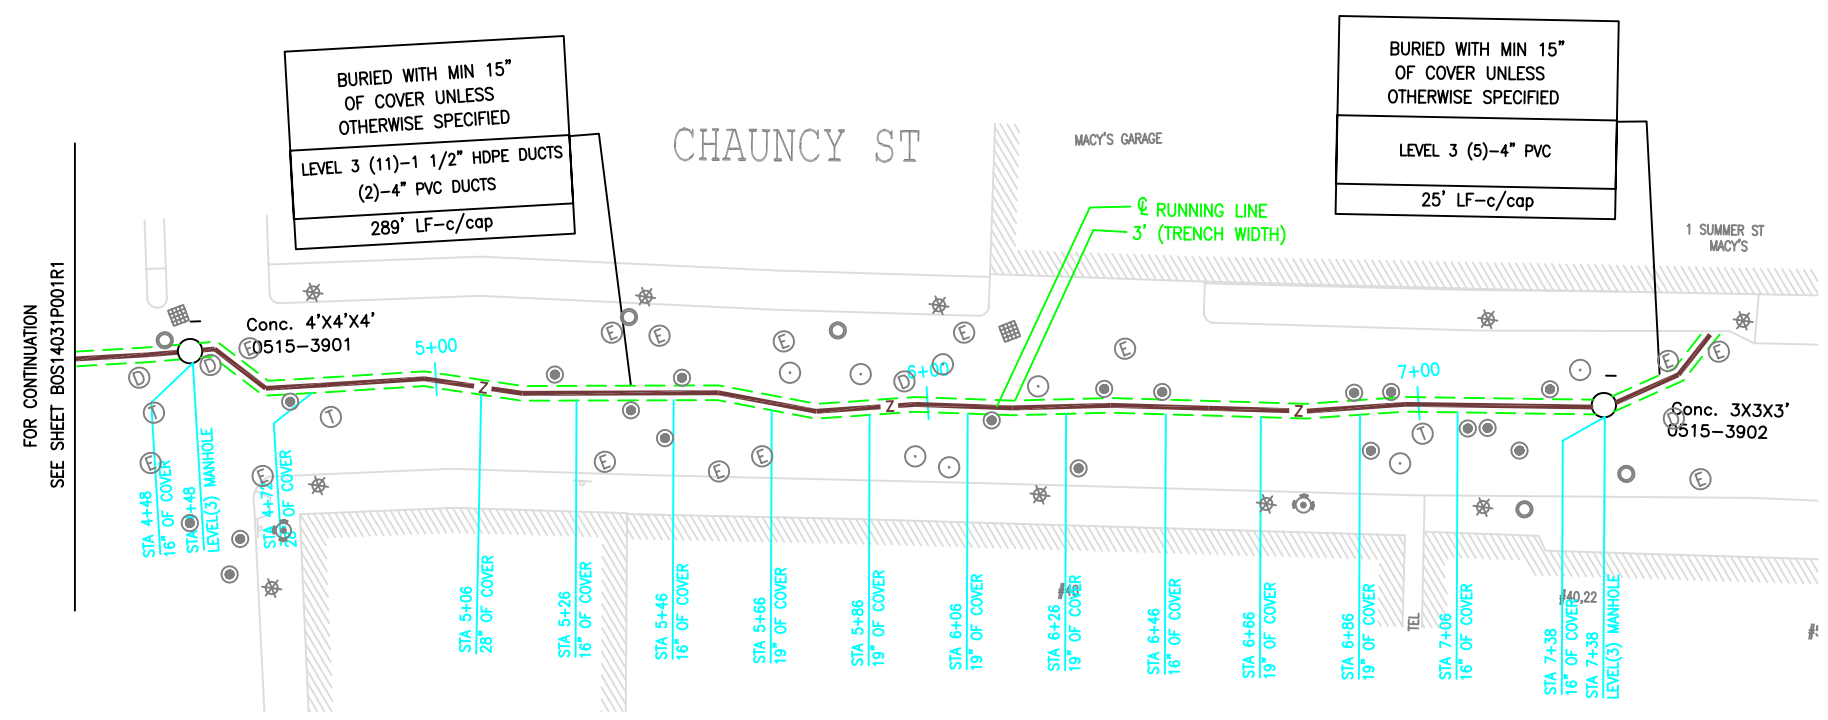 BURIED WITH MIN 15"
OF COVER UNLESS
OTHERWISE SPECIFIED
LEVEL 3 (11)-1 1/2" HDPE DUCTS
(2)-4" PVC DUCTS
289' LF-c/cap
CHAUNCY ST
MACY'S GARAGE
BURIED WITH MIN 15"
OF COVER UNLESS
OTHERWISE SPECIFIED
LEVEL 3 (5)-4" PVC
25' LF-c/cap
℄ RUNNING LINE
3' (TRENCH WIDTH)
1 SUMMER ST
MACY'S
FOR CONTINUATION
SEE SHEET BOS14031P001R1
Conc. 4'X4'X4'
0515-3901
5+00
6+00
7+00
Z
Z
Z
Conc. 3X3X3'
0515-3902
D
D
E
T
T
E
E
E
E
E
D
E
E
E
E
E
E
T
E
E
D
E
STA 4+48
16" OF COVER
STA 4+48
LEVEL(3) MANHOLE
STA 4+72
28" OF COVER
STA 5+06
28" OF COVER
STA 5+26
16" OF COVER
STA 5+46
16" OF COVER
STA 5+66
19" OF COVER
STA 5+86
19" OF COVER
STA 6+06
19" OF COVER
STA 6+26
19" OF COVER
STA 6+46
16" OF COVER
STA 6+66
19" OF COVER
STA 6+86
19" OF COVER
STA 7+06
16" OF COVER
STA 7+38
16" OF COVER
STA 7+38
LEVEL(3) MANHOLE
TEL
#40,22